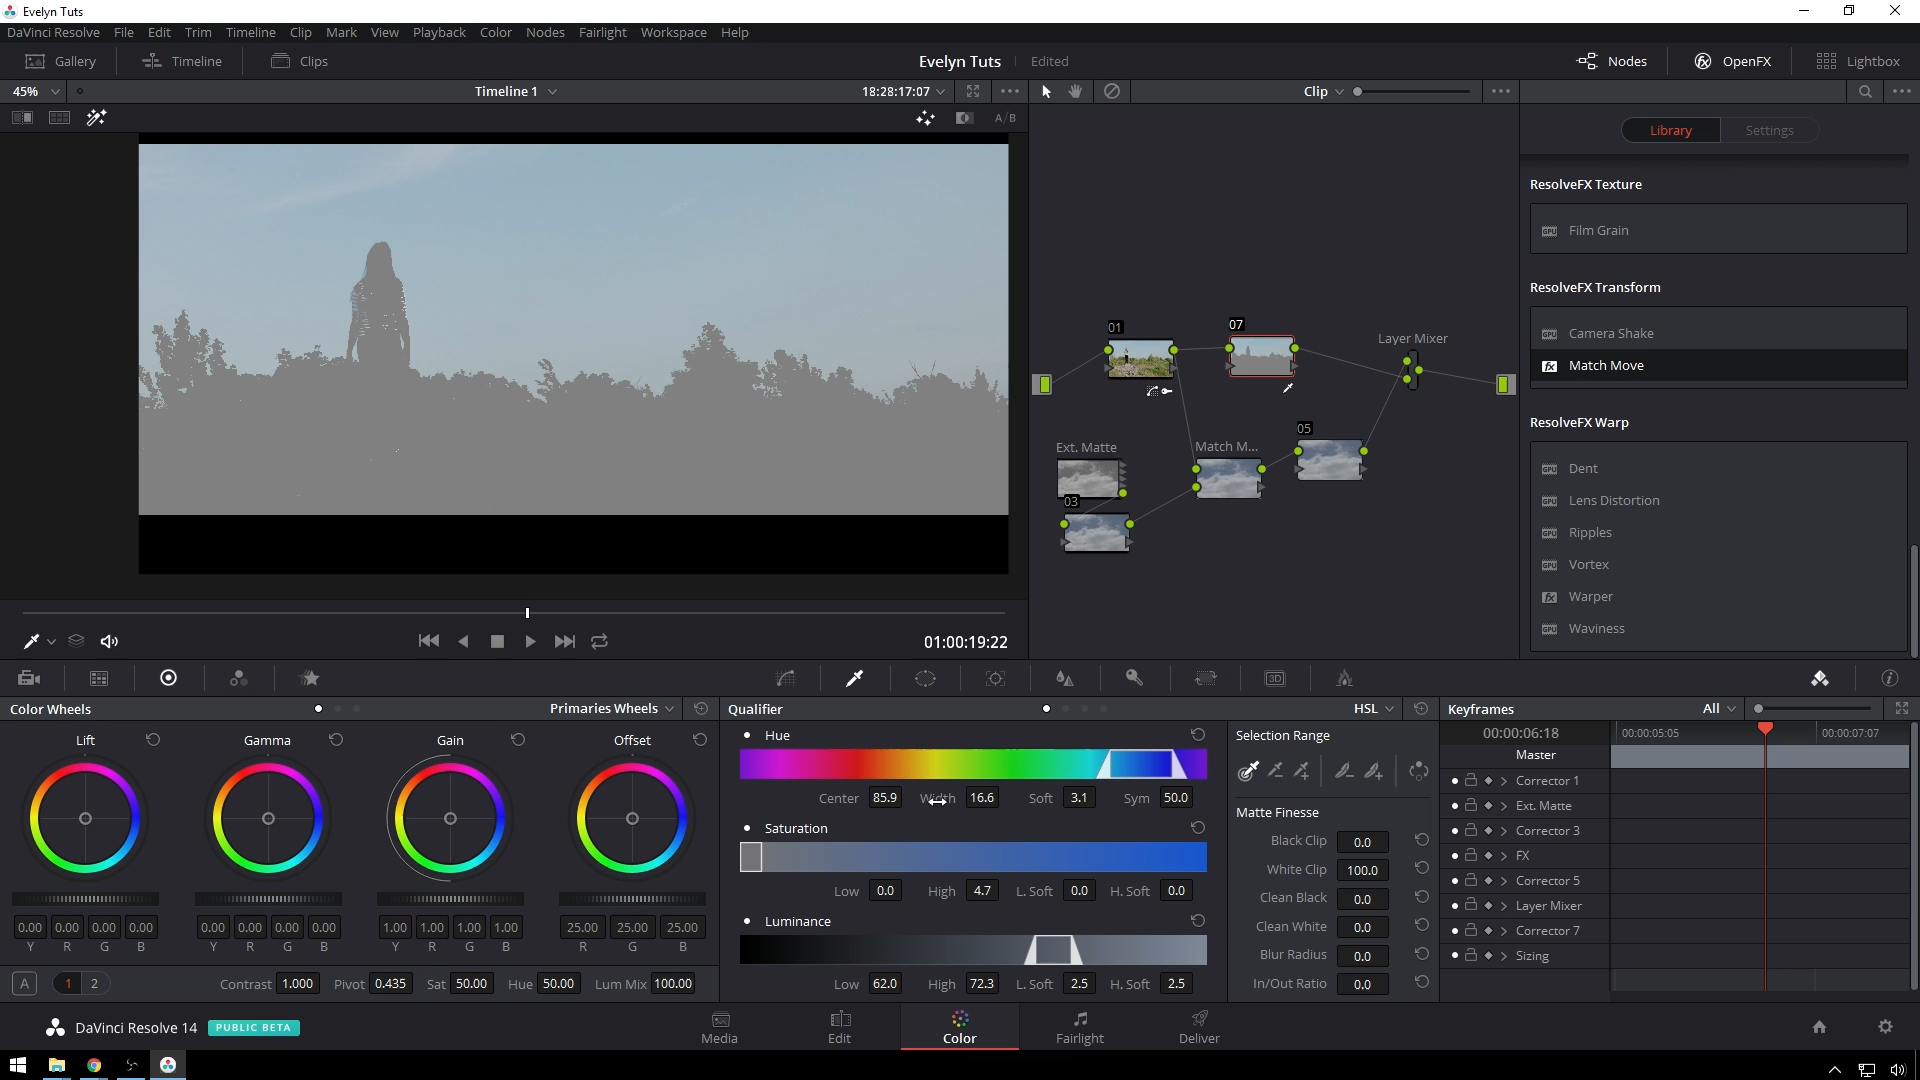 Evelyn Tuts
DaVinci Resolve File Edit Trim Timeline Clip Mark View Playback Color Nodes Fairlight Workspace Help
Gallery Timeline Clips Evelyn Tuts Edited Nodes OpenFX Lightbox
45% Timeline 1 18:28:17:07 Clip
A/B
Library Settings
ResolveFX Texture
GPU Film Grain
ResolveFX Transform
GPU Camera Shake
fx Match Move
ResolveFX Warp
GPU Dent
GPU Lens Distortion
GPU Ripples
GPU Vortex
fx Warper
GPU Waviness
01
07
Layer Mixer
05
Ext. Matte
Match M...
03
01:00:19:22
3D
Color Wheels Primaries Wheels
Lift Gamma Gain Offset
0.00 0.00 0.00 0.00 0.00 0.00 0.00 0.00 1.00 1.00 1.00 1.00 25.00 25.00 25.00
Y R G B Y R G B Y R G B R G B
A 1 2 Contrast 1.000 Pivot 0.435 Sat 50.00 Hue 50.00 Lum Mix 100.00
Qualifier HSL
Hue
Center 85.9 Width 16.6 Soft 3.1 Sym 50.0
Saturation
Low 0.0 High 4.7 L. Soft 0.0 H. Soft 0.0
Luminance
Low 62.0 High 72.3 L. Soft 2.5 H. Soft 2.5
Selection Range
Matte Finesse
Black Clip 0.0
White Clip 100.0
Clean Black 0.0
Clean White 0.0
Blur Radius 0.0
In/Out Ratio 0.0
Keyframes All
00:00:06:18 00:00:05:05 00:00:07:07
Master
Corrector 1
Ext. Matte
Corrector 3
FX
Corrector 5
Layer Mixer
Corrector 7
Sizing
DaVinci Resolve 14 PUBLIC BETA
Media Edit Color Fairlight Deliver